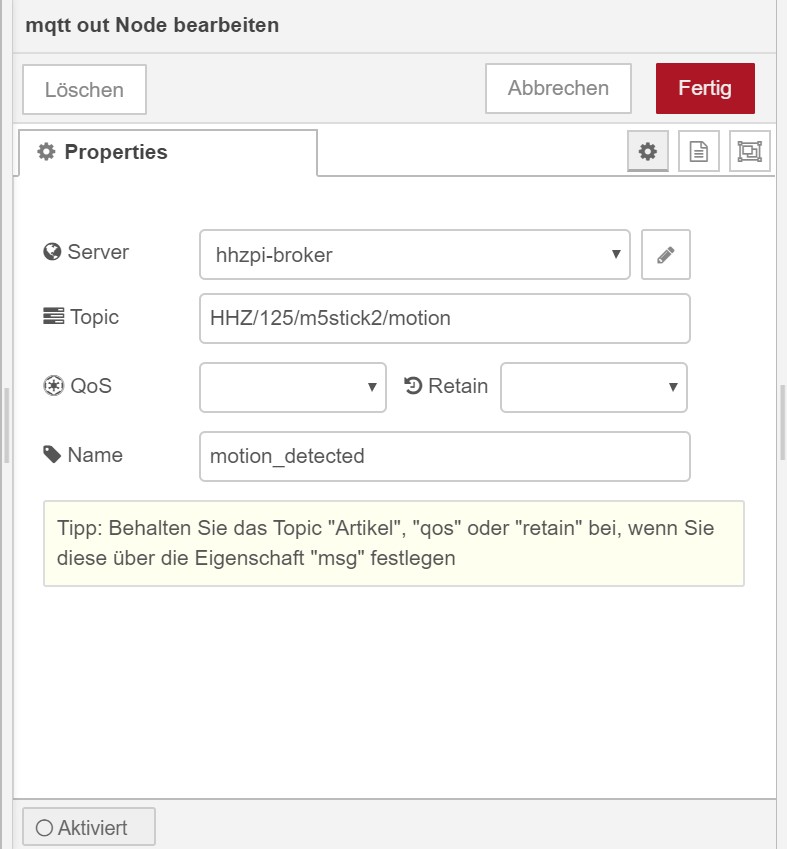 mqtt out Node bearbeiten
Löschen
Abbrechen
Fertig
Properties
Server
hhzpi-broker
Topic
HHZ/125/m5stick2/motion
QoS
Retain
Name
motion_detected
Tipp: Behalten Sie das Topic "Artikel", "qos" oder "retain" bei, wenn Sie
diese über die Eigenschaft "msg" festlegen
Aktiviert